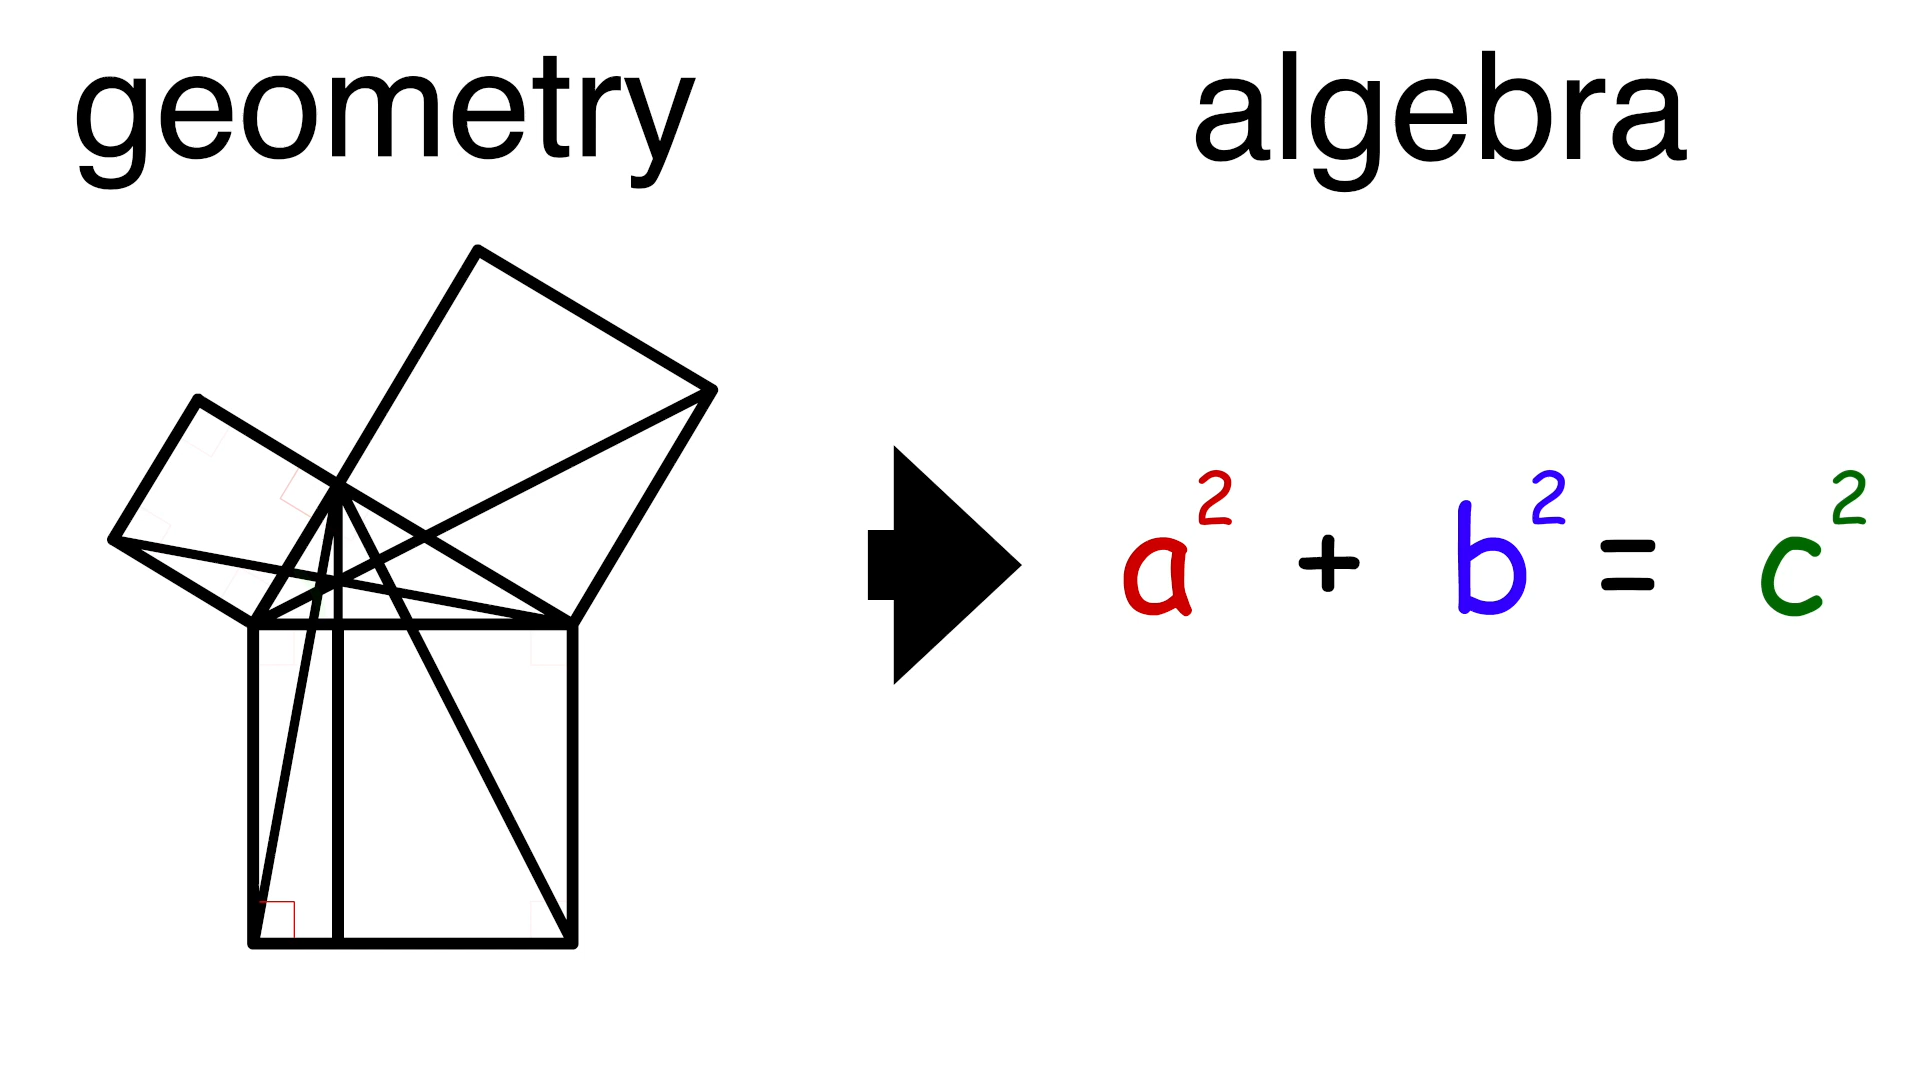 geometry
algebra
a² + b² = c²